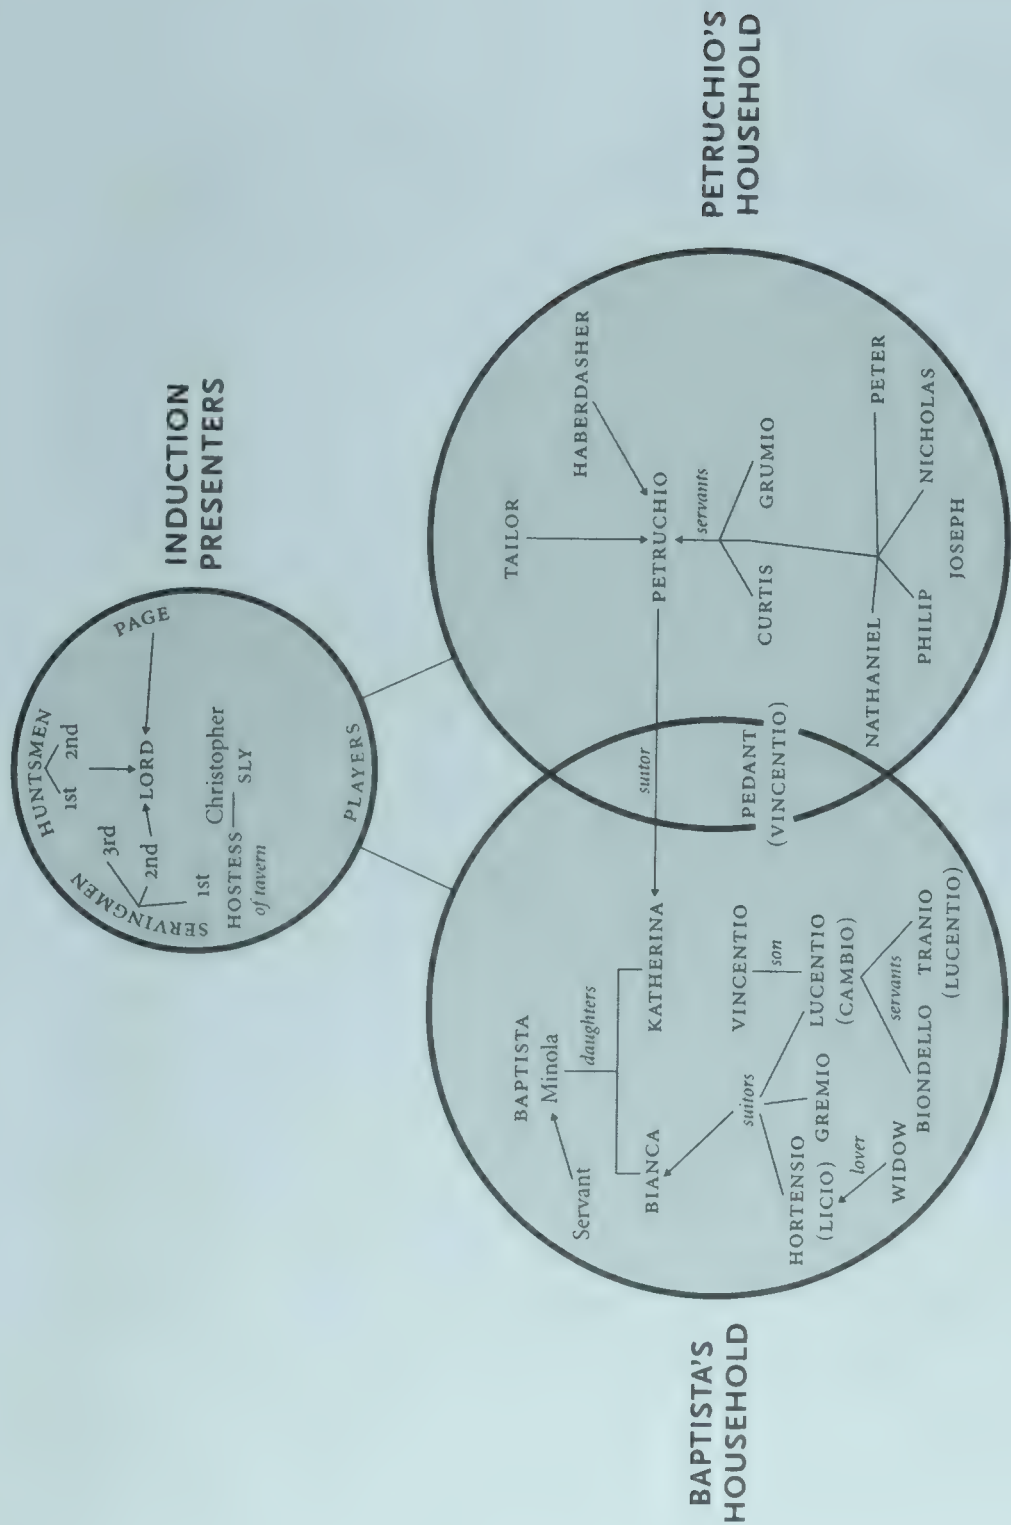 INDUCTION
PRESENTERS
HUNTSMEN
1st 2nd
PAGE
SERVINGMEN
3rd
2nd
1st
LORD
HOSTESS
of tavern
Christopher
SLY
PLAYERS
BAPTISTA'S
HOUSEHOLD
BAPTISTA
Minola
Servant
daughters
BIANCA
KATHERINA
suitor
suitors
VINCENTIO
son
HORTENSIO
(LICIO)
GREMIO
LUCENTIO
(CAMBIO)
lover
WIDOW
servants
BIONDELLO
TRANIO
(LUCENTIO)
PEDANT
(VINCENTIO)
PETRUCHIO'S
HOUSEHOLD
TAILOR
HABERDASHER
PETRUCHIO
servants
CURTIS
GRUMIO
NATHANIEL
PETER
PHILIP
NICHOLAS
JOSEPH